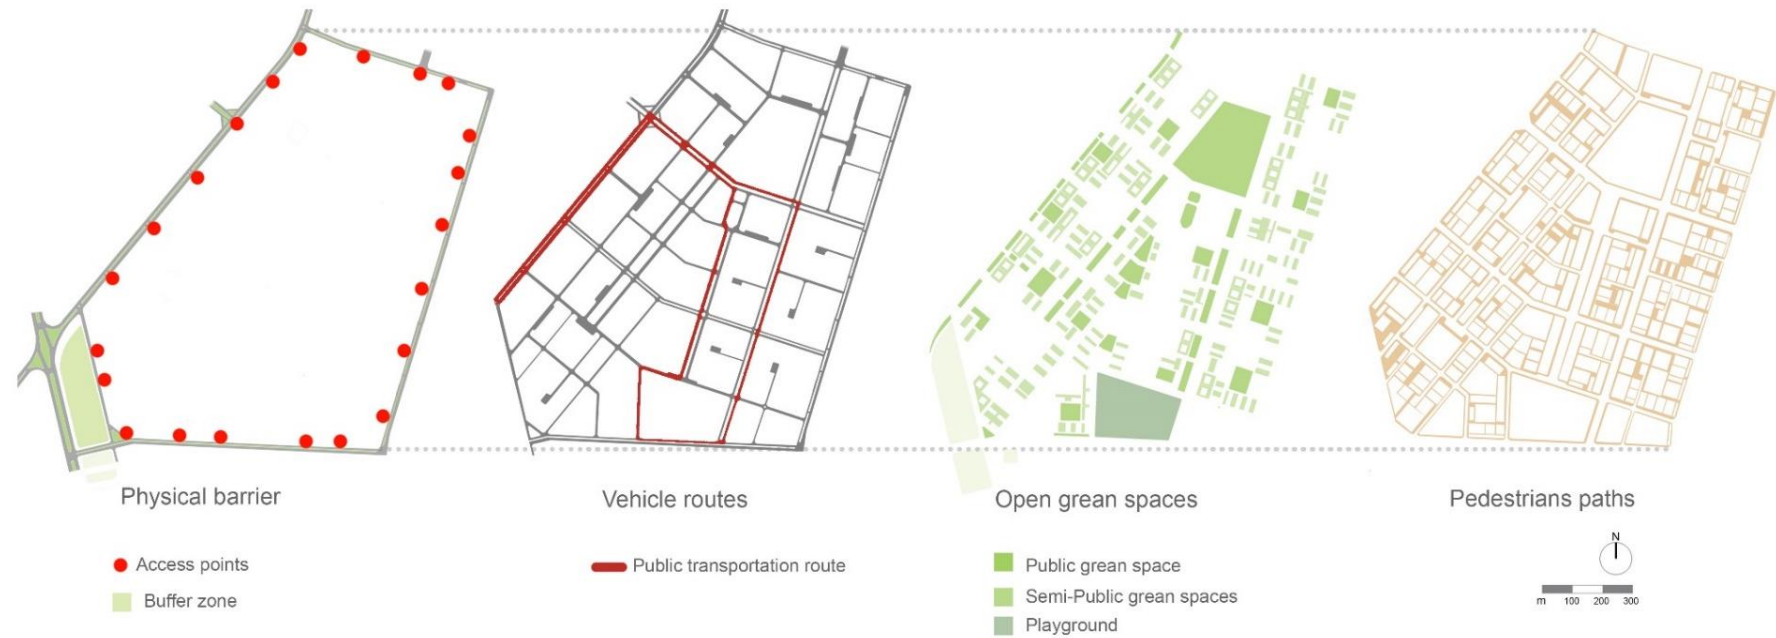 Physical barrier
Vehicle routes
Open grean spaces
Pedestrians paths
Access points
Buffer zone
Public transportation route
Public grean space
Semi-Public grean spaces
Playground
N
m 100 200 300